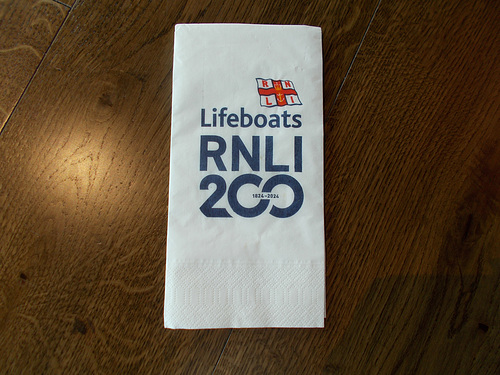 R N
L I
Lifeboats
RNLI
200
1824-2024